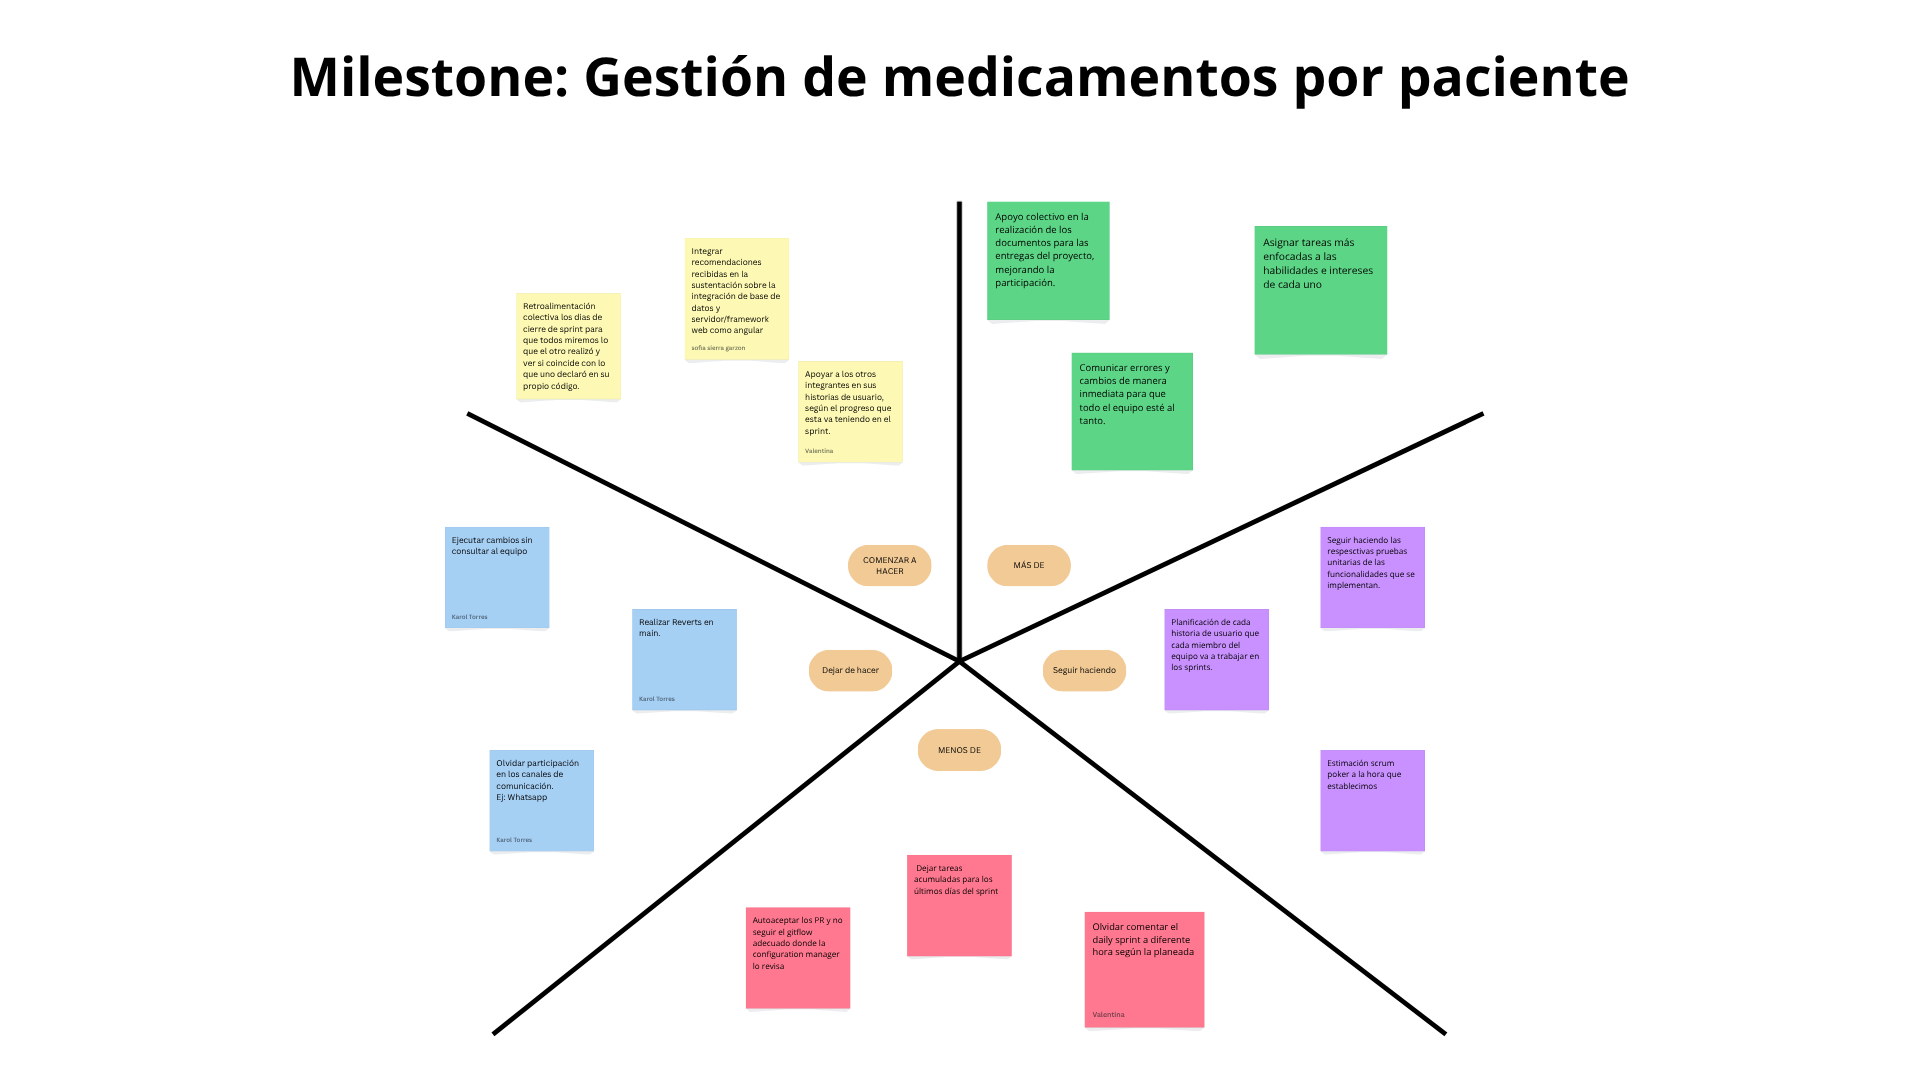 Milestone: Gestión de medicamentos por paciente
Retroalimentación
colectiva los dias de
cierre de sprint para
que todos miremos lo
que el otro realizó y
ver si coincide con lo
que uno declaró en su
propio código.
Integrar
recomendaciones
recibidas en la
sustentación sobre la
integración de base de
datos y
servidor/framework
web como angular
sofia sierra garzon
Apoyar a los otros
integrantes en sus
historias de usuario,
según el progreso que
esta va teniendo en el
sprint.
Valentina
COMENZAR A
HACER
Apoyo colectivo en la
realización de los
documentos para las
entregas del proyecto,
mejorando la
participación.
Asignar tareas más
enfocadas a las
habilidades e intereses
de cada uno
Comunicar errores y
cambios de manera
inmediata para que
todo el equipo esté al
tanto.
MÁS DE
Ejecutar cambios sin
consultar al equipo
Karol Torres
Realizar Reverts en
main.
Karol Torres
Dejar de hacer
Olvidar participación
en los canales de
comunicación.
Ej: Whatsapp
Karol Torres
Seguir haciendo
Seguir haciendo las
respesctivas pruebas
unitarias de las
funcionalidades que se
implementan.
Planificación de cada
historia de usuario que
cada miembro del
equipo va a trabajar en
los sprints.
Estimación scrum
poker a la hora que
establecimos
MENOS DE
Autoaceptar los PR y no
seguir el gitflow
adecuado donde la
configuration manager
lo revisa
Dejar tareas
acumuladas para los
últimos días del sprint
Olvidar comentar el
daily sprint a diferente
hora según la planeada
Valentina